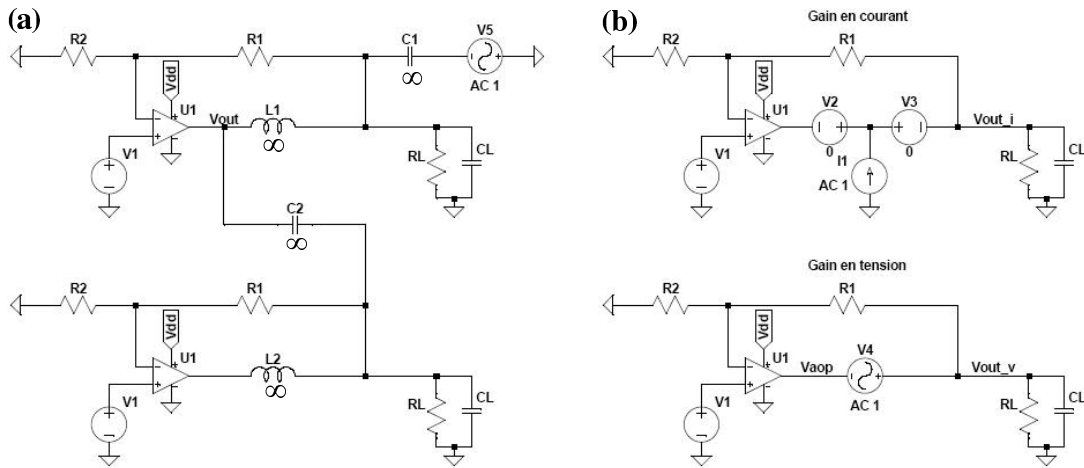 (a)
R2
R1
C1
∞
V5
AC 1
Vdd
U1
Vout
L1
∞
V1
RL
CL
C2
∞
R2
R1
Vdd
U1
L2
∞
V1
RL
CL
(b)
Gain en courant
R2
R1
Vdd
U1
V2
0
V3
0
Vout_i
I1
AC 1
V1
RL
CL
Gain en tension
R2
R1
Vdd
U1
Vaop
V4
AC 1
Vout_v
V1
RL
CL